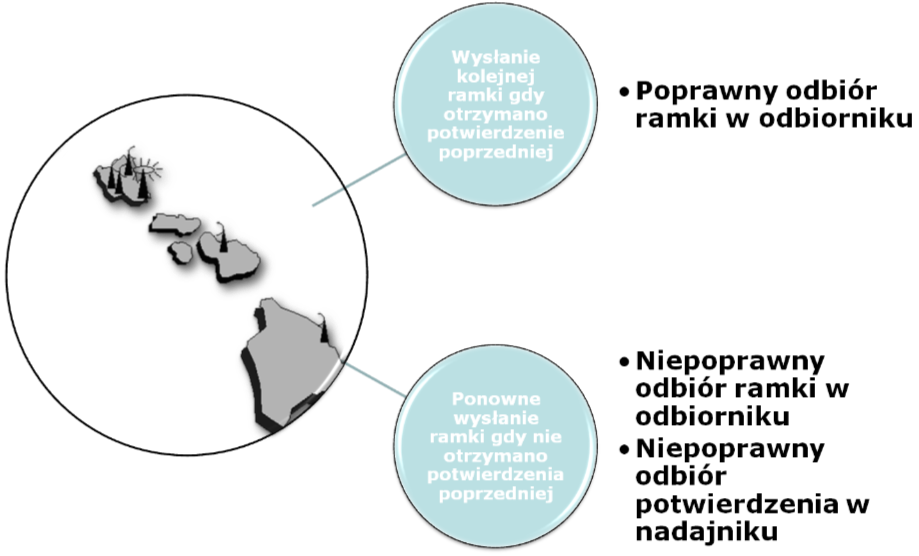 Wysłanie
kolejnej
ramki gdy
otrzymano
potwierdzenie
poprzedniej
• Poprawny odbiór
ramki w odbiorniku
Ponowne
wysłanie
ramki gdy nie
otrzymano
potwierdzenia
poprzedniej
• Niepoprawny
odbiór ramki w
odbiorniku
• Niepoprawny
odbiór
potwierdzenia w
nadajniku